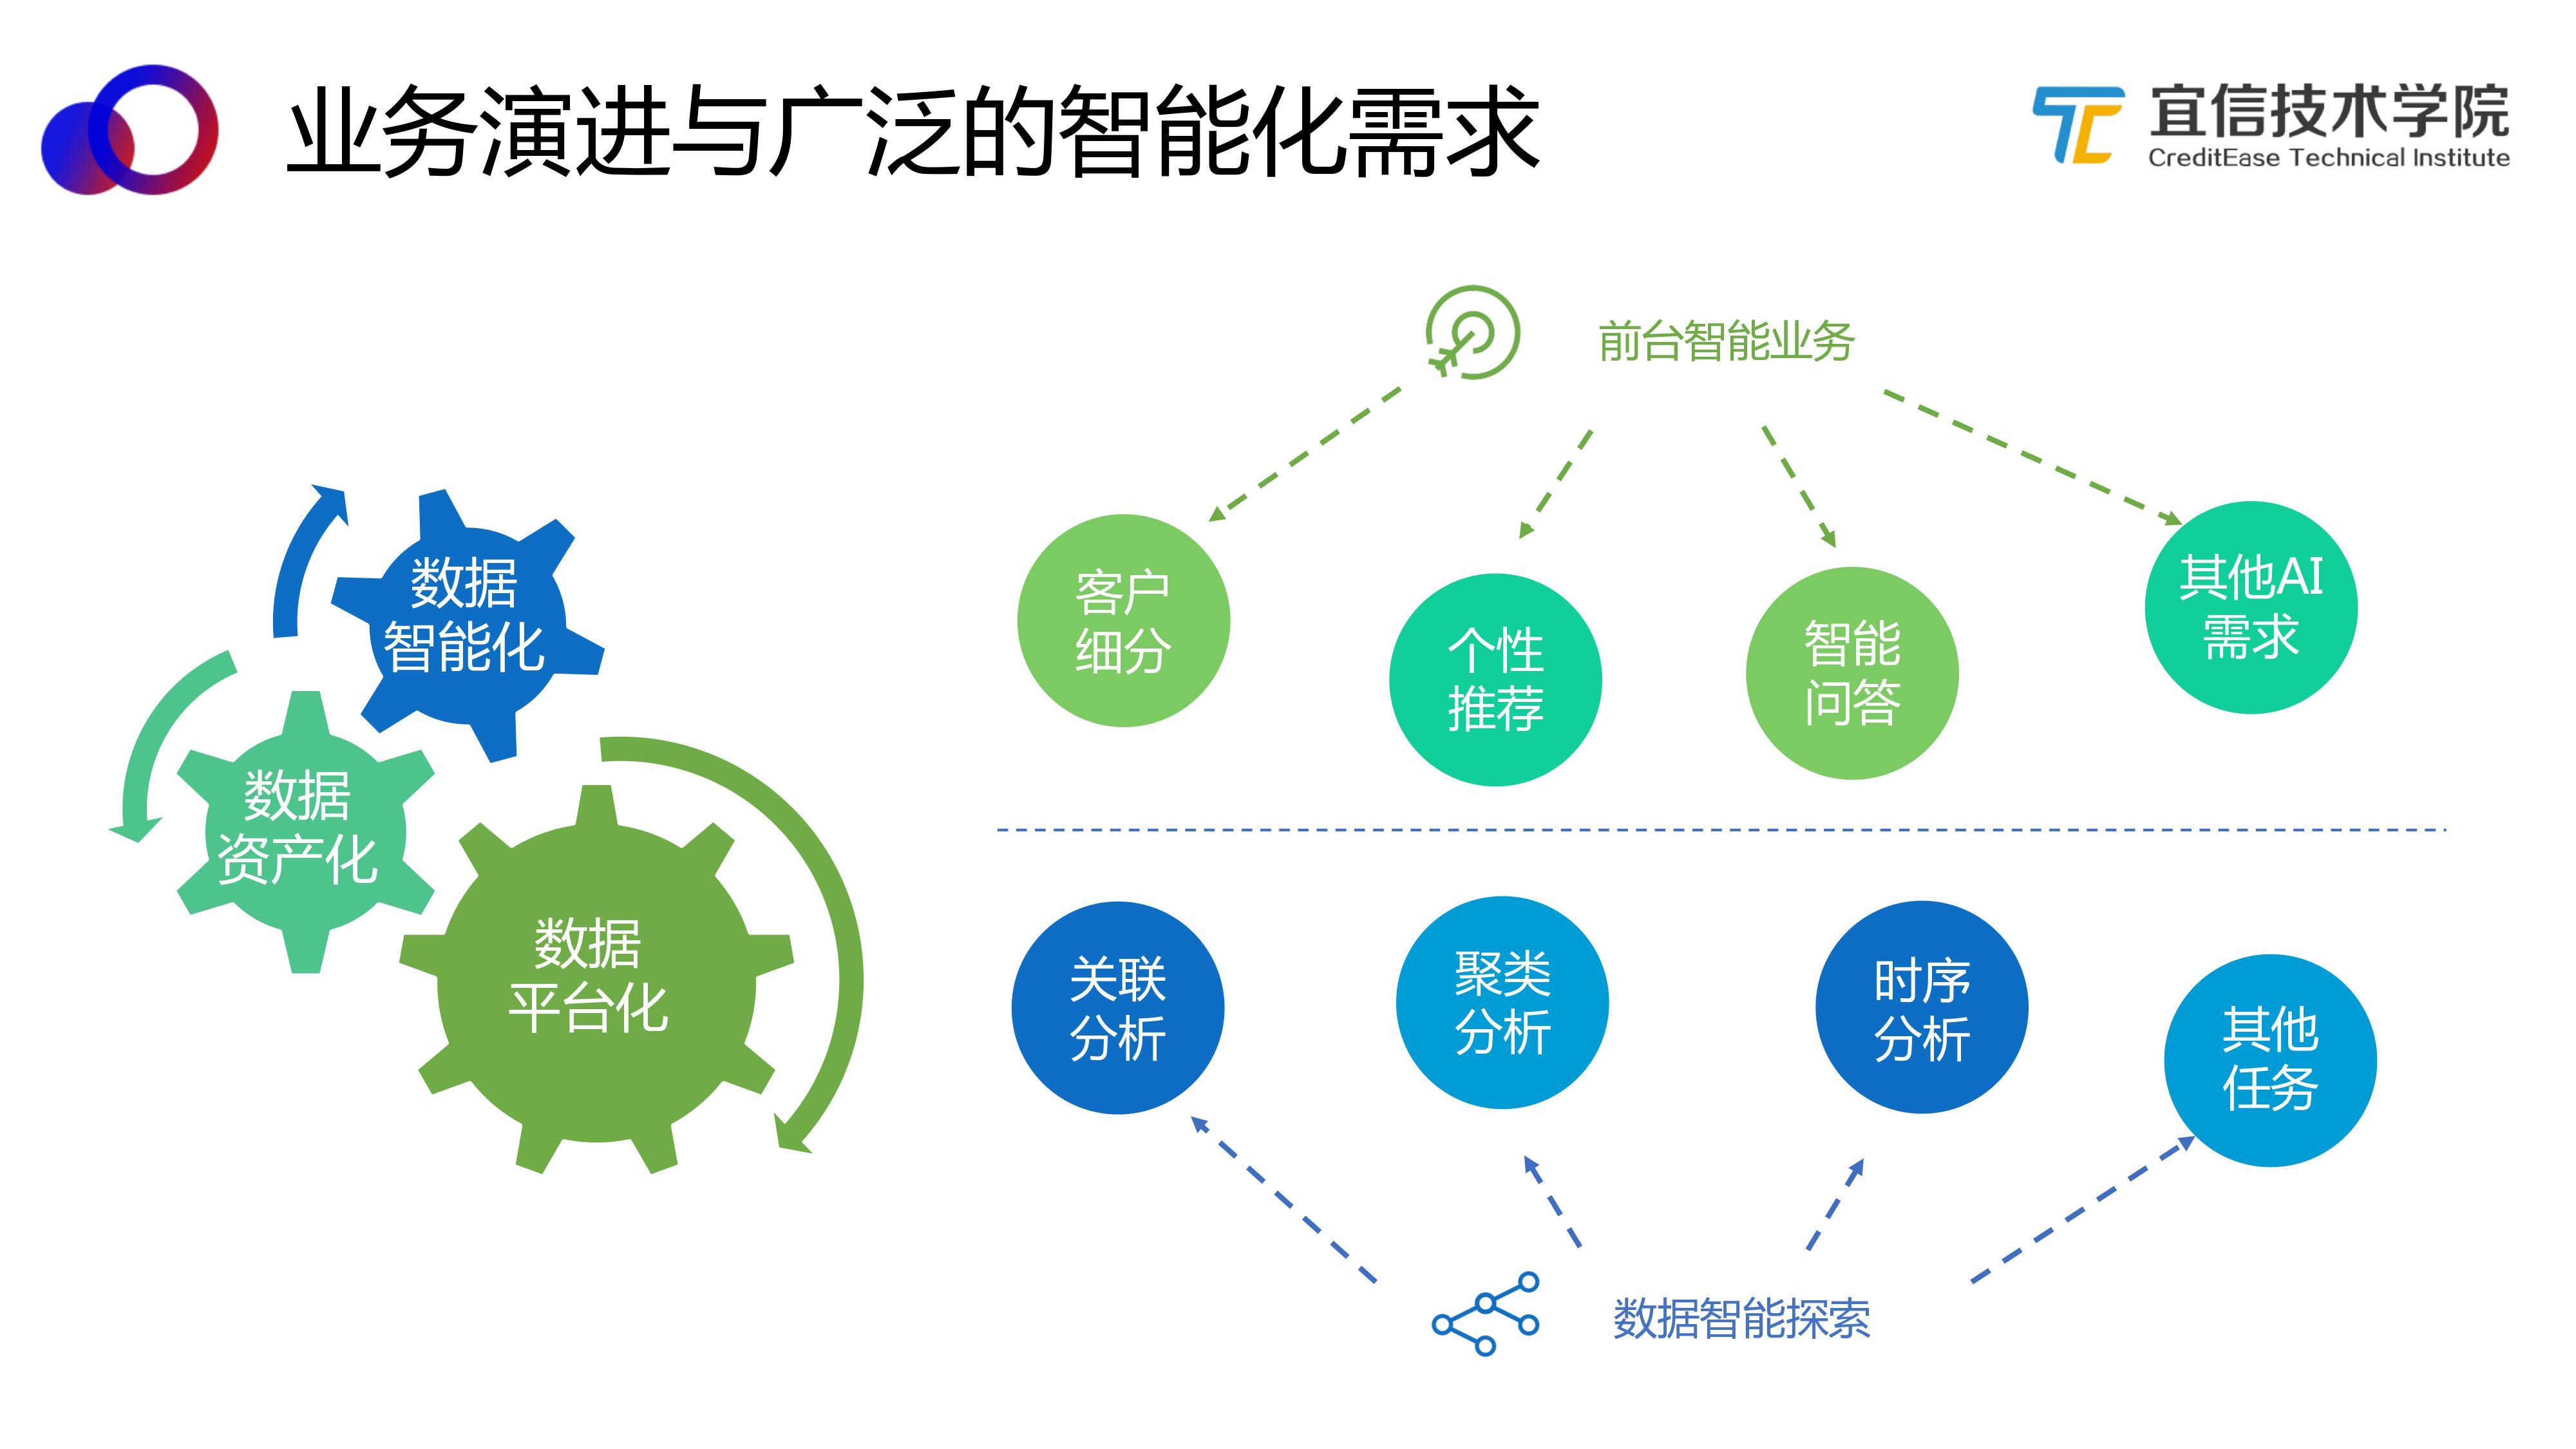 业务演进与广泛的智能化需求
宜信技术学院
CreditEase Technical Institute
数据
智能化
数据
资产化
数据
平台化
前台智能业务
客户
细分
个性
推荐
智能
问答
其他AI
需求
关联
分析
聚类
分析
时序
分析
其他
任务
数据智能探索